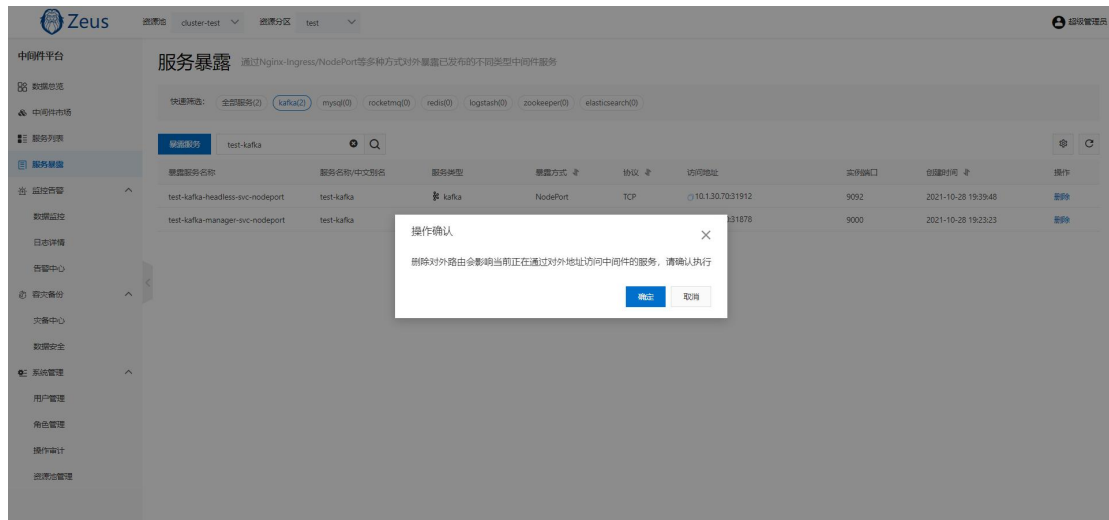 Zeus
资源池 cluster-test 资源分区 test 超级管理员
中间件平台
数据总览
中间件市场
服务列表
服务暴露
监控告警
数据监控
日志详情
告警中心
容灾备份
灾备中心
数据安全
系统管理
用户管理
角色管理
操作审计
资源池管理
服务暴露 通过Nginx-Ingress/NodePort等多种方式对外暴露已发布的不同类型中间件服务
快速筛选: 全部服务(2) kafka(2) mysql(0) rocketmq(0) redis(0) logstash(0) zookeeper(0) elasticsearch(0)
暴露服务 test-kafka
暴露服务名称 服务名称/中文别名 服务类型 暴露方式 协议 访问地址 实例端口 创建时间 操作
test-kafka-headless-svc-nodeport test-kafka kafka NodePort TCP 10.1.30.70:31912 9092 2021-10-28 19:39:48 删除
test-kafka-manager-svc-nodeport test-kafka :31878 9000 2021-10-28 19:23:23 删除
操作确认
删除对外路由会影响当前正在通过对外地址访问中间件的服务，请确认执行
确定 取消